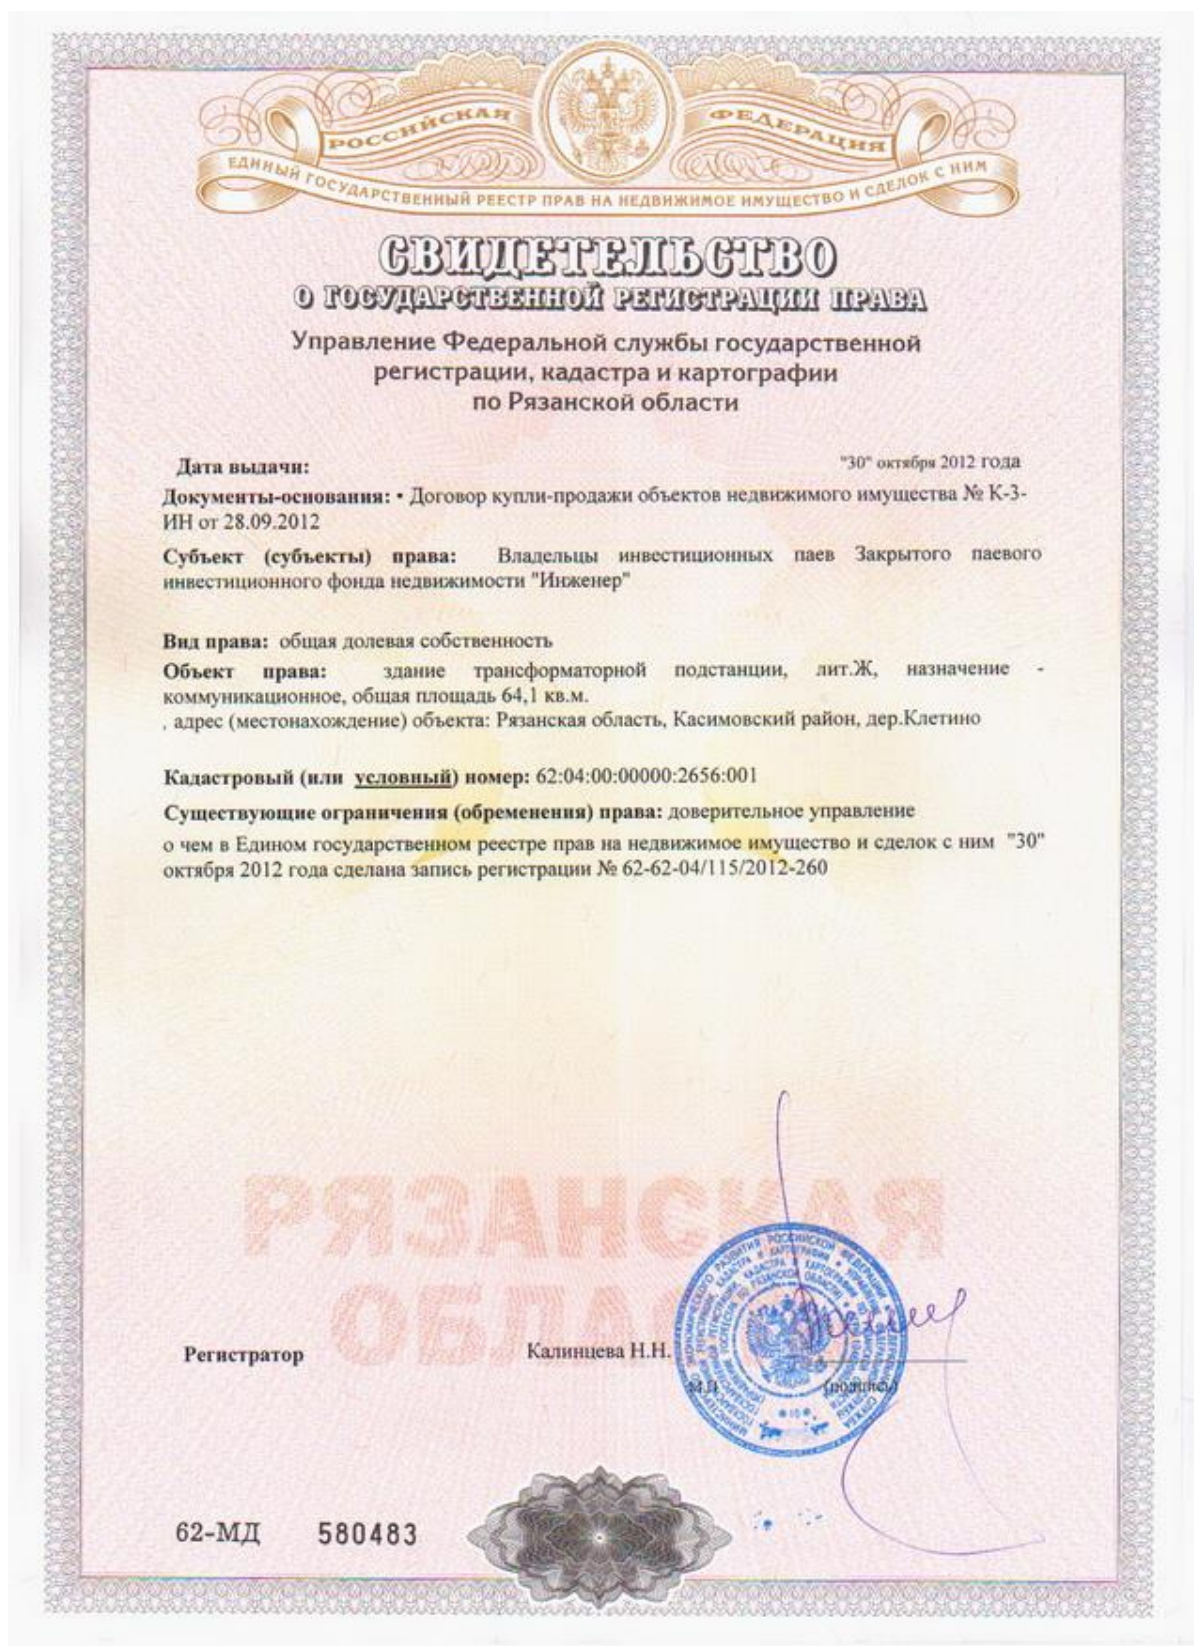 РОССИЙСКАЯ ФЕДЕРАЦИЯ
ЕДИНЫЙ ГОСУДАРСТВЕННЫЙ РЕЕСТР ПРАВ НА НЕДВИЖИМОЕ ИМУЩЕСТВО И СДЕЛОК С НИМ
СВИДЕТЕЛЬСТВО
О ГОСУДАРСТВЕННОЙ РЕГИСТРАЦИИ ПРАВА
Управление Федеральной службы государственной
регистрации, кадастра и картографии
по Рязанской области
Дата выдачи: "30" октября 2012 года
Документы-основания: • Договор купли-продажи объектов недвижимого имущества № К-3-
ИН от 28.09.2012
Субъект (субъекты) права: Владельцы инвестиционных паев Закрытого паевого
инвестиционного фонда недвижимости "Инженер"
Вид права: общая долевая собственность
Объект права: здание трансформаторной подстанции, лит.Ж, назначение -
коммуникационное, общая площадь 64,1 кв.м.
, адрес (местонахождение) объекта: Рязанская область, Касимовский район, дер.Клетино
Кадастровый (или условный) номер: 62:04:00:00000:2656:001
Существующие ограничения (обременения) права: доверительное управление
о чем в Едином государственном реестре прав на недвижимое имущество и сделок с ним "30"
октября 2012 года сделана запись регистрации № 62-62-04/115/2012-260
РЯЗАНСКАЯ
Регистратор Калинцева Н.Н.
М.П. (подпись)
62-МД 580483